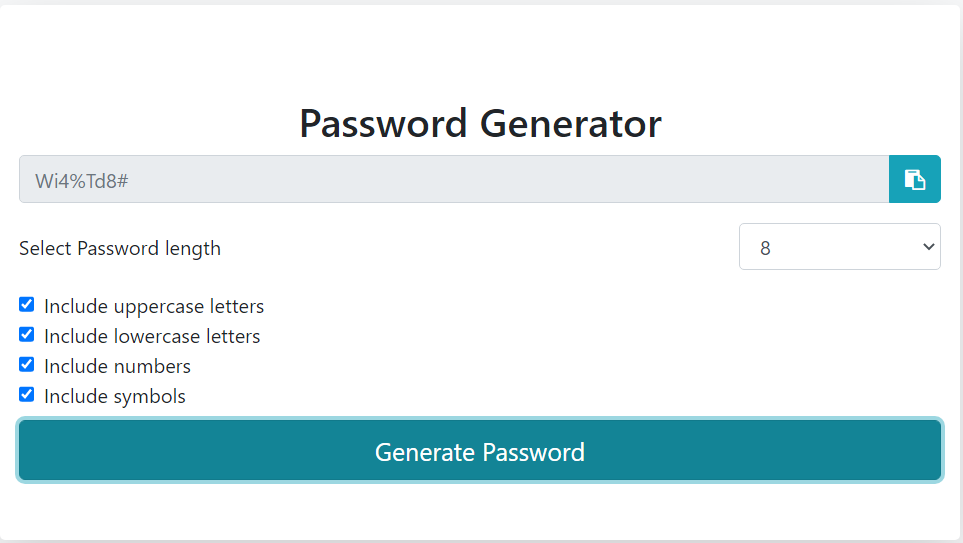 Password Generator
Wi4%Td8#
Select Password length
8
Include uppercase letters
Include lowercase letters
Include numbers
Include symbols
Generate Password